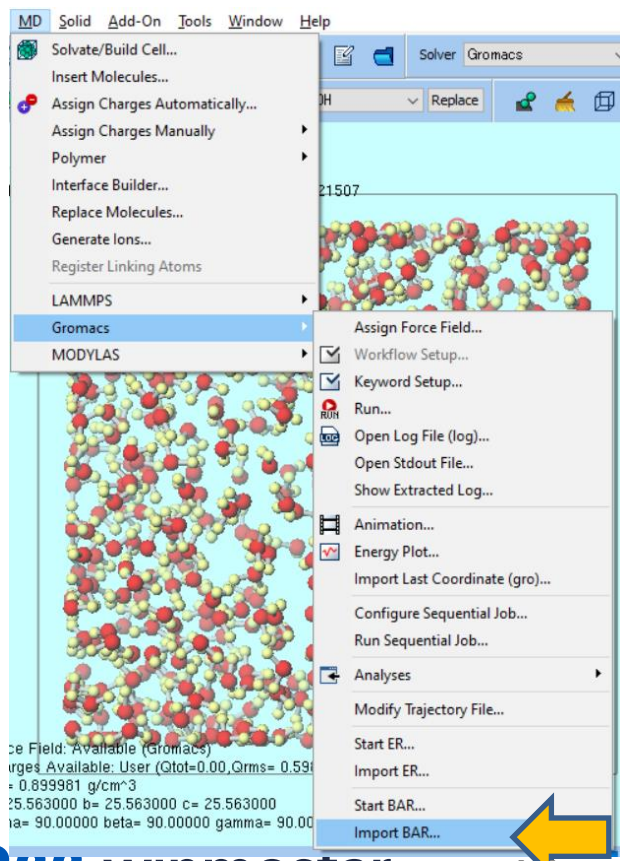 MD Solid Add-On Tools Window Help
Solvate/Build Cell...
Solver Gromacs
Insert Molecules...
Assign Charges Automatically...
OH Replace
Assign Charges Manually
Polymer
Interface Builder...
21507
Replace Molecules...
Generate Ions...
Register Linking Atoms
LAMMPS
Gromacs
MODYLAS
Assign Force Field...
Workflow Setup...
Keyword Setup...
RUN Run...
LOG Open Log File (log)...
Open Stdout File...
Show Extracted Log...
Animation...
Energy Plot...
Import Last Coordinate (gro)...
Configure Sequential Job...
Run Sequential Job...
Analyses
Modify Trajectory File...
Start ER...
Import ER...
Start BAR...
Import BAR...
ce Field: Available (Gromacs)
arges Available: User (Qtot=0.00,Qrms= 0.598
= 0.899981 g/cm^3
25.563000 b= 25.563000 c= 25.563000
ha= 90.00000 beta= 90.00000 gamma= 90.00